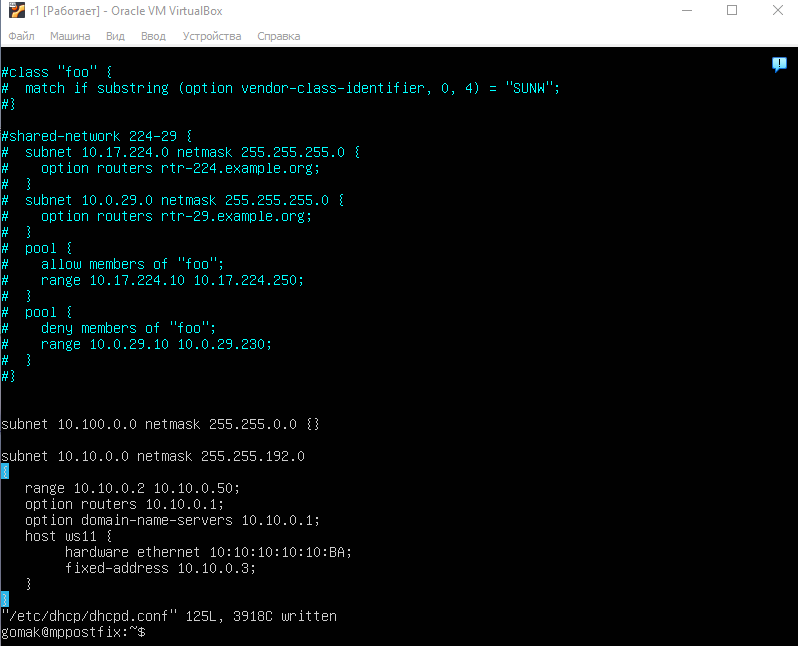 r1 [Работает] - Oracle VM VirtualBox
Файл Машина Вид Ввод Устройства Справка
#class "foo" {
#  match if substring (option vendor-class-identifier, 0, 4) = "SUNW";
#}
#shared-network 224-29 {
#  subnet 10.17.224.0 netmask 255.255.255.0 {
#    option routers rtr-224.example.org;
#  }
#  subnet 10.0.29.0 netmask 255.255.255.0 {
#    option routers rtr-29.example.org;
#  }
#  pool {
#    allow members of "foo";
#    range 10.17.224.10 10.17.224.250;
#  }
#  pool {
#    deny members of "foo";
#    range 10.0.29.10 10.0.29.230;
#  }
#}
subnet 10.100.0.0 netmask 255.255.0.0 {}
subnet 10.10.0.0 netmask 255.255.192.0
{
   range 10.10.0.2 10.10.0.50;
   option routers 10.10.0.1;
   option domain-name-servers 10.10.0.1;
   host ws11 {
        hardware ethernet 10:10:10:10:10:BA;
        fixed-address 10.10.0.3;
   }
}
"/etc/dhcp/dhcpd.conf" 125L, 3918C written
gomak@mppostfix:~$